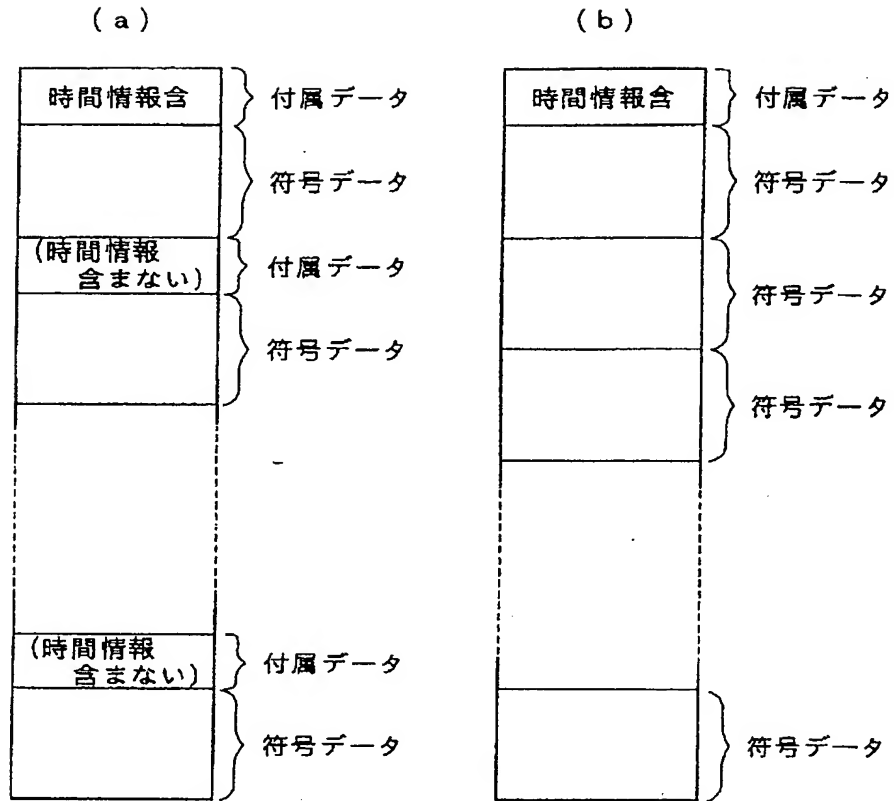 (a)
時間情報含
付属データ
符号データ
(時間情報
含まない)
付属データ
符号データ
(時間情報
含まない)
付属データ
符号データ
(b)
時間情報含
付属データ
符号データ
符号データ
符号データ
符号データ